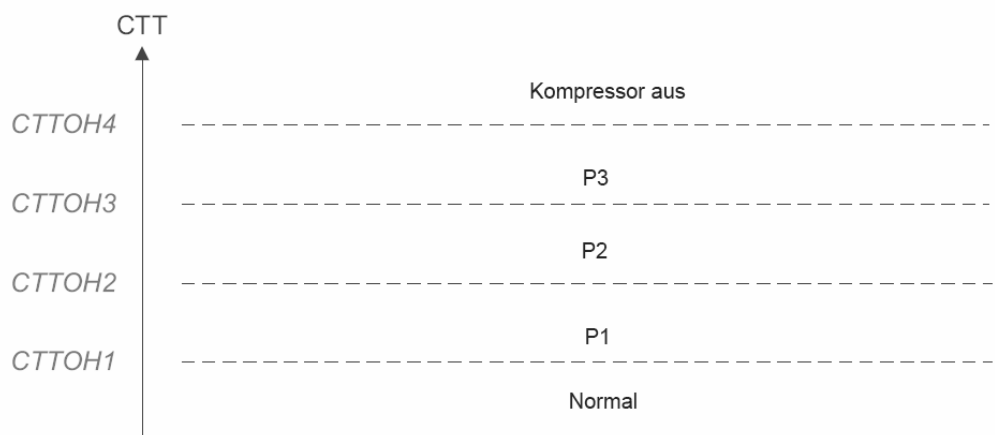 CTT
Kompressor aus
CTTOH4
P3
CTTOH3
P2
CTTOH2
P1
CTTOH1
Normal